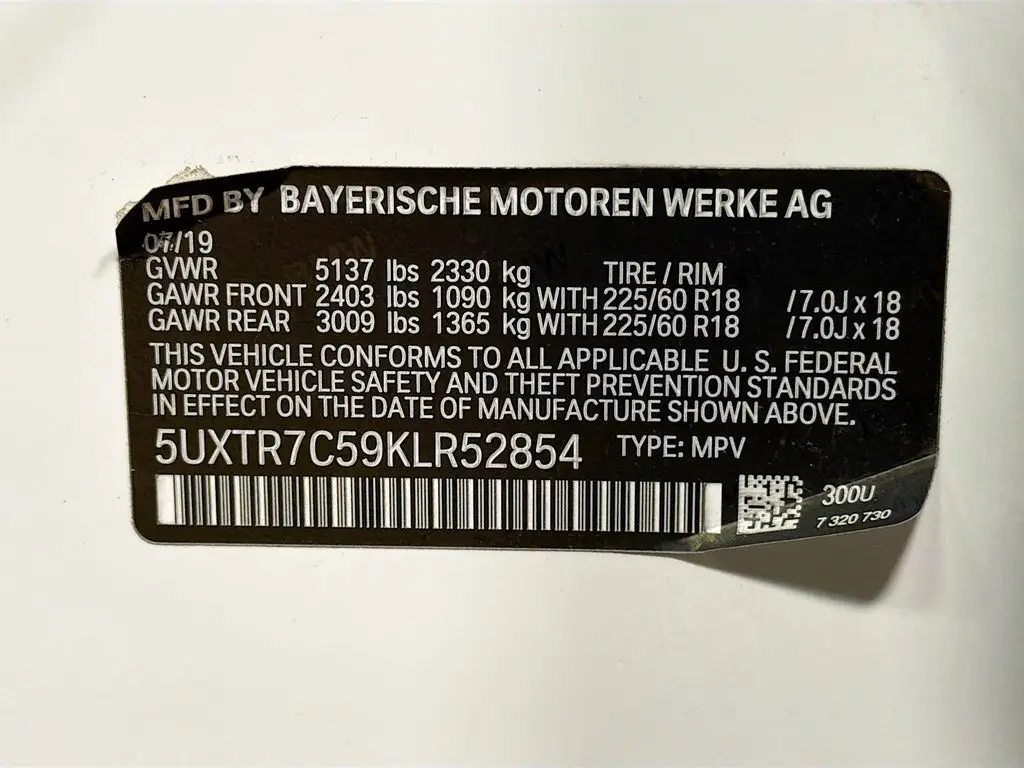 MFD BY BAYERISCHE MOTOREN WERKE AG
07/19
GVWR 5137 lbs 2330 kg TIRE / RIM
GAWR FRONT 2403 lbs 1090 kg WITH 225/60 R18 /7.0J x 18
GAWR REAR 3009 lbs 1365 kg WITH 225/60 R18 /7.0J x 18
THIS VEHICLE CONFORMS TO ALL APPLICABLE U. S. FEDERAL
MOTOR VEHICLE SAFETY AND THEFT PREVENTION STANDARDS
IN EFFECT ON THE DATE OF MANUFACTURE SHOWN ABOVE.
5UXTR7C59KLR52854 TYPE: MPV
300U
7 320 730